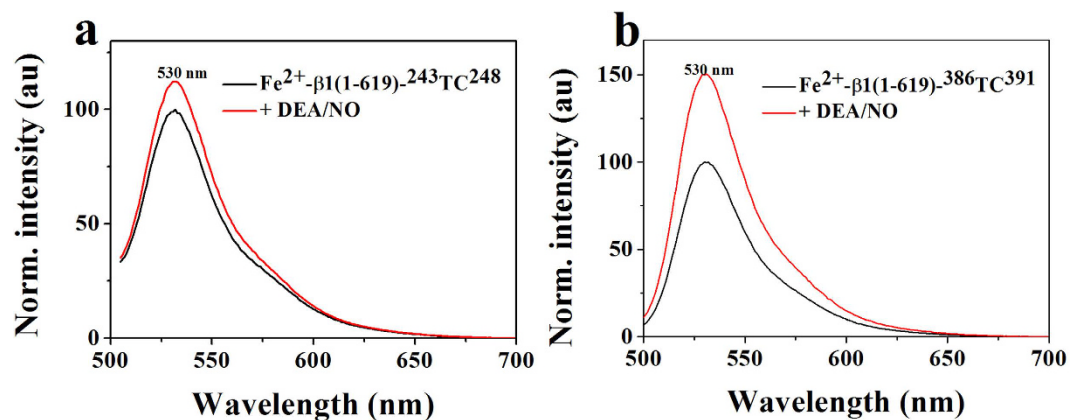 a
530 nm
Fe²⁺-β1(1-619)-²⁴³TC²⁴⁸
+ DEA/NO
Norm. intensity (au)
100
50
0
500 550 600 650 700
Wavelength (nm)
b
530 nm
Fe²⁺-β1(1-619)-³⁸⁶TC³⁹¹
+ DEA/NO
Norm. intensity (au)
150
100
50
0
500 550 600 650 700
Wavelength (nm)